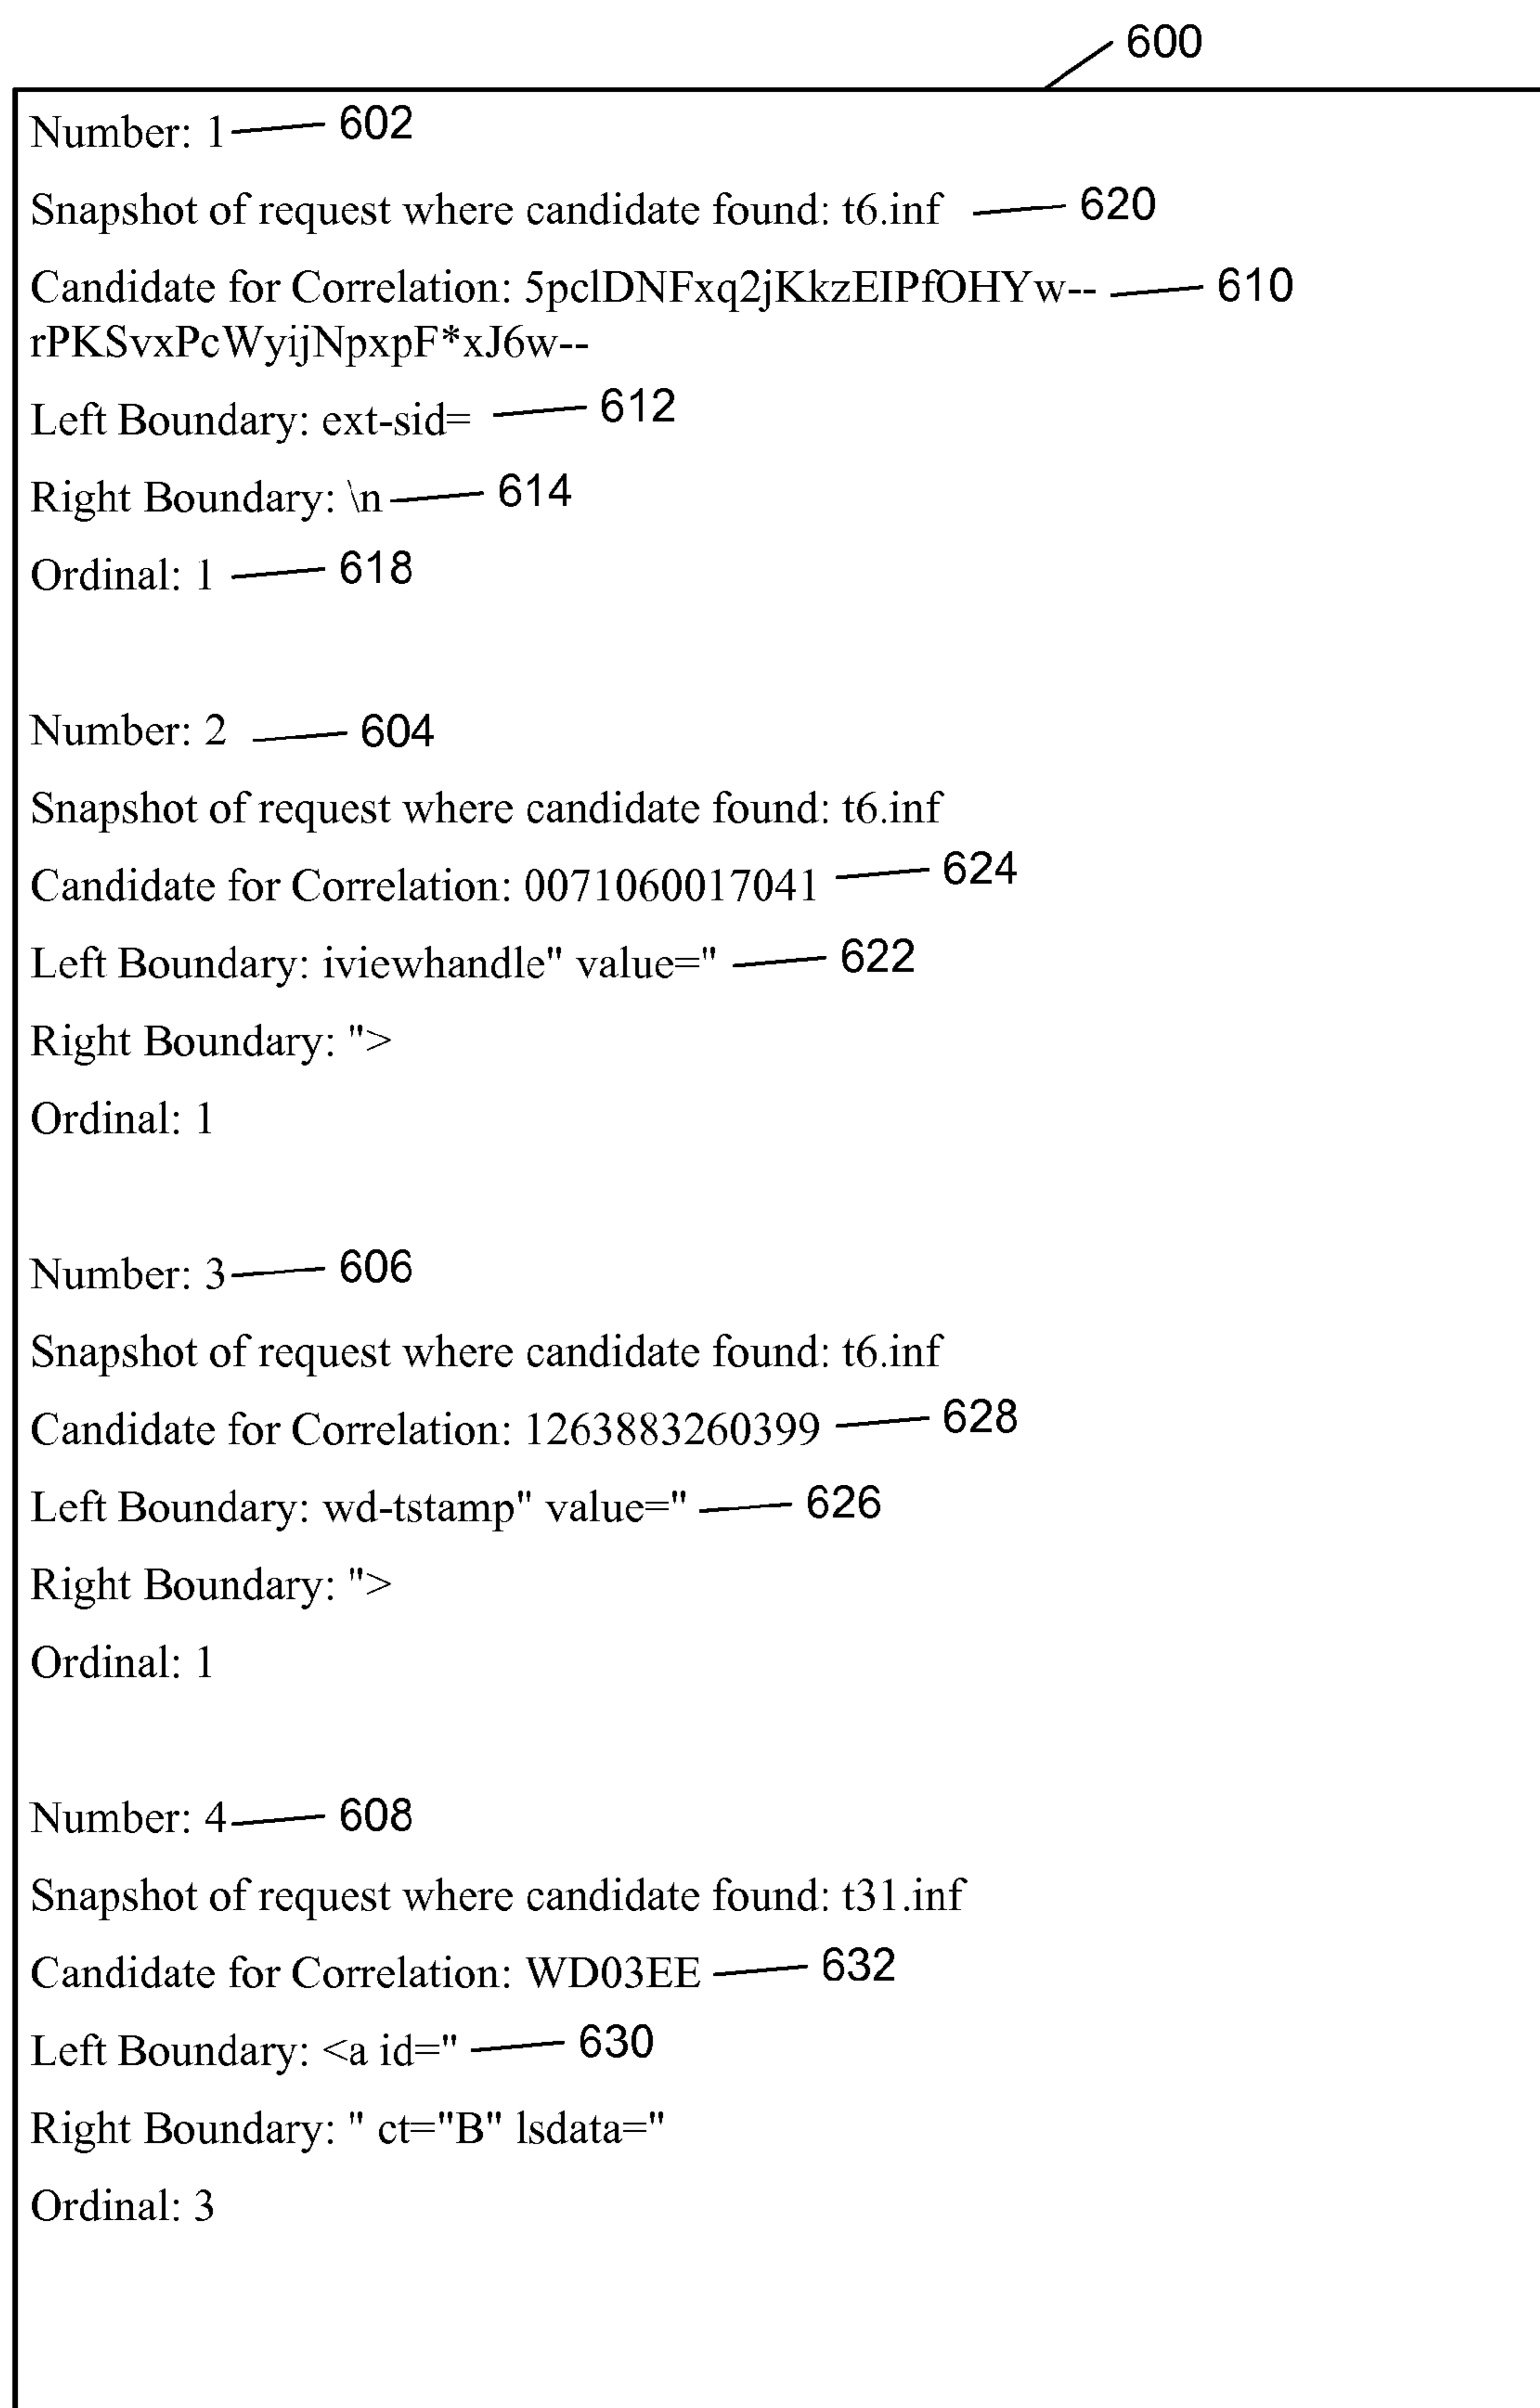 600
Number: 1 602
Snapshot of request where candidate found: t6.inf 620
Candidate for Correlation: 5pclDNFxq2jKkzEIPfOHYw-- 610
rPKSvxPcWyijNpxpF*xJ6w--
Left Boundary: ext-sid= 612
Right Boundary: \n 614
Ordinal: 1 618
Number: 2 604
Snapshot of request where candidate found: t6.inf
Candidate for Correlation: 0071060017041 624
Left Boundary: iviewhandle" value=" 622
Right Boundary: ">
Ordinal: 1
Number: 3 606
Snapshot of request where candidate found: t6.inf
Candidate for Correlation: 1263883260399 628
Left Boundary: wd-tstamp" value=" 626
Right Boundary: ">
Ordinal: 1
Number: 4 608
Snapshot of request where candidate found: t31.inf
Candidate for Correlation: WD03EE 632
Left Boundary: <a id=" 630
Right Boundary: " ct="B" lsdata="
Ordinal: 3